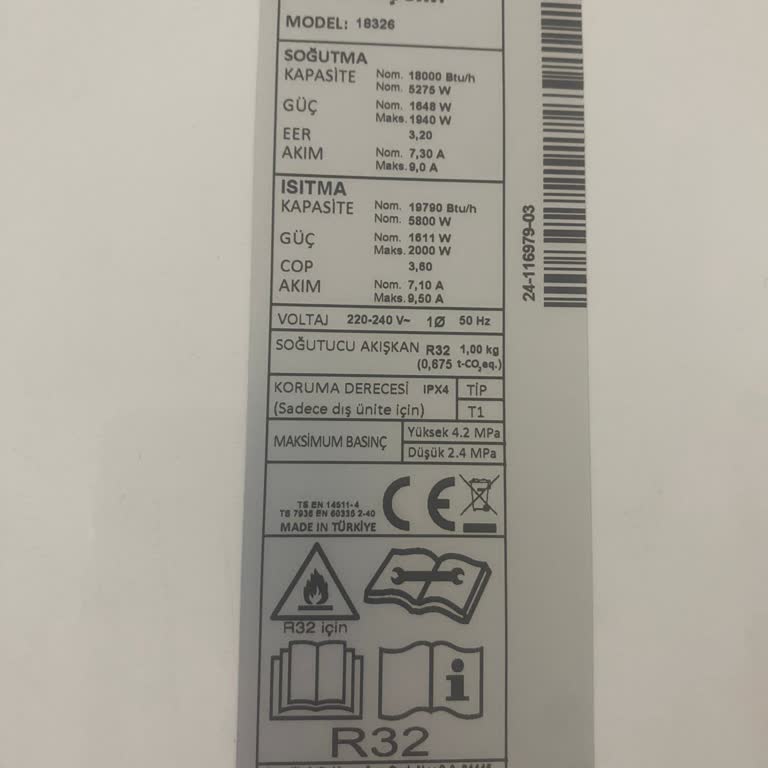 MODEL: 18326
SOĞUTMA
KAPASİTE Nom. 18000 Btu/h
Nom. 5275 W
GÜÇ Nom. 1648 W
Maks. 1940 W
EER 3,20
AKIM Nom. 7,30 A
Maks. 9,0 A
ISITMA
KAPASİTE Nom. 19790 Btu/h
Nom. 5800 W
GÜÇ Nom. 1611 W
Maks. 2000 W
COP 3,60
AKIM Nom. 7,10 A
Maks. 9,50 A
VOLTAJ 220-240 V~ 1Ø 50 Hz
SOĞUTUCU AKIŞKAN R32 1,00 kg
(0,675 t-CO₂eq.)
KORUMA DERECESİ IPX4 TİP
(Sadece dış ünite için) T1
MAKSİMUM BASINÇ Yüksek 4.2 MPa
Düşük 2.4 MPa
TS EN 14511-4
TS 7936 EN 60335 2-40
MADE IN TÜRKİYE
CE
R32 için
R32
24-116979-03